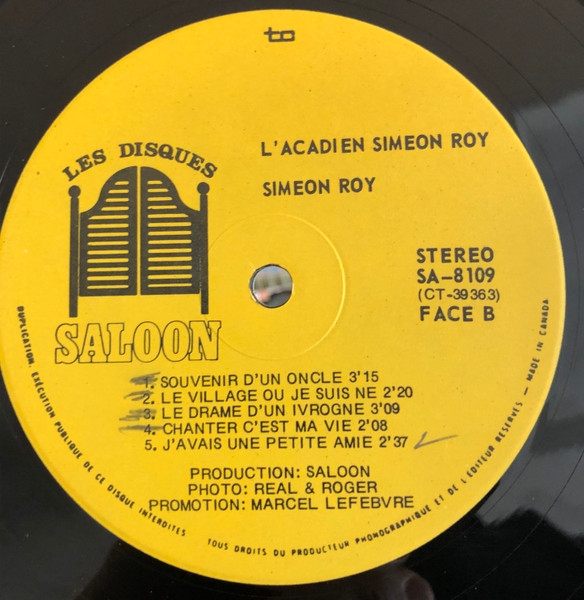 L'ACADIEN SIMEON ROY
SIMEON ROY
LES DISQUES
SALOON
STEREO
SA-8109
(CT-39363)
FACE B
1. SOUVENIR D'UN ONCLE 3'15
2. LE VILLAGE OU JE SUIS NE 2'20
3. LE DRAME D'UN IVROGNE 3'09
4. CHANTER C'EST MA VIE 2'08
5. J'AVAIS UNE PETITE AMIE 2'37
PRODUCTION: SALOON
PHOTO: REAL & ROGER
PROMOTION: MARCEL LEFEBVRE
DUPLICATION, EXÉCUTION PUBLIQUE DE CE DISQUE INTERDITES
TOUS DROITS DU PRODUCTEUR PHONOGRAPHIQUE ET DE L'ÉDITEUR RESERVES – MADE IN CANADA